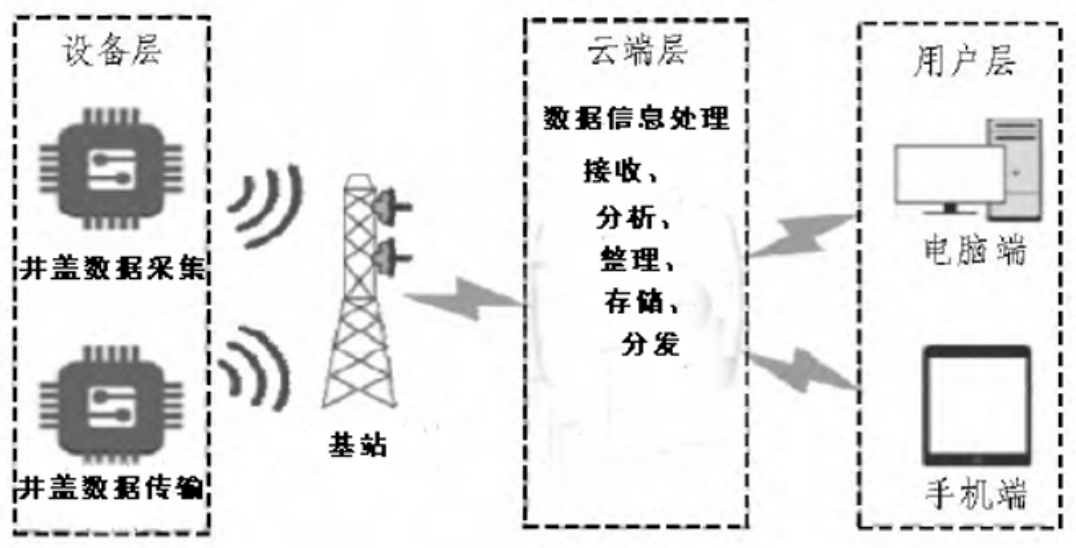 设备层
井盖数据采集
井盖数据传输
基站
云端层
数据信息处理
接收、
分析、
整理、
存储、
分发
用户层
电脑端
手机端